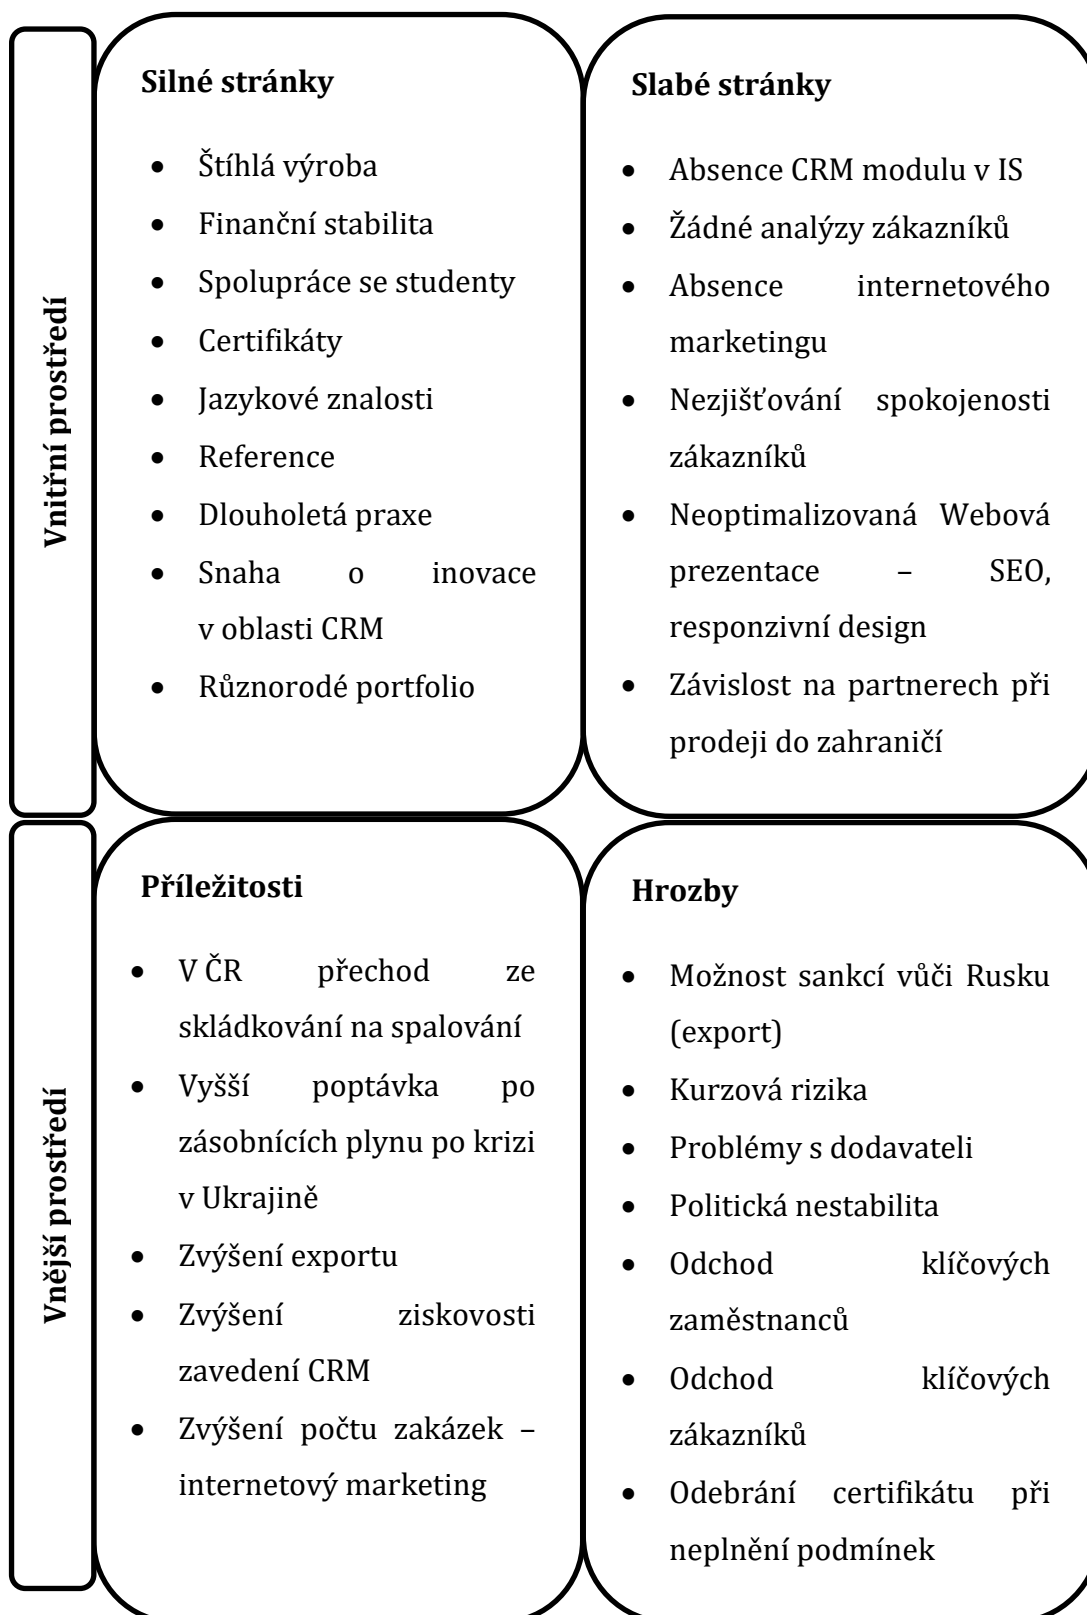 Vnitřní prostředí
Silné stránky
• Štíhlá výroba
• Finanční stabilita
• Spolupráce se studenty
• Certifikáty
• Jazykové znalosti
• Reference
• Dlouholetá praxe
• Snaha o inovace
v oblasti CRM
• Různorodé portfolio
Slabé stránky
• Absence CRM modulu v IS
• Žádné analýzy zákazníků
• Absence internetového
marketingu
• Nezjišťování spokojenosti
zákazníků
• Neoptimalizovaná Webová
prezentace – SEO,
responzivní design
• Závislost na partnerech při
prodeji do zahraničí
Vnější prostředí
Příležitosti
• V ČR přechod ze
skládkování na spalování
• Vyšší poptávka po
zásobnících plynu po krizi
v Ukrajině
• Zvýšení exportu
• Zvýšení ziskovosti
zavedení CRM
• Zvýšení počtu zakázek –
internetový marketing
Hrozby
• Možnost sankcí vůči Rusku
(export)
• Kurzová rizika
• Problémy s dodavateli
• Politická nestabilita
• Odchod klíčových
zaměstnanců
• Odchod klíčových
zákazníků
• Odebrání certifikátu při
neplnění podmínek